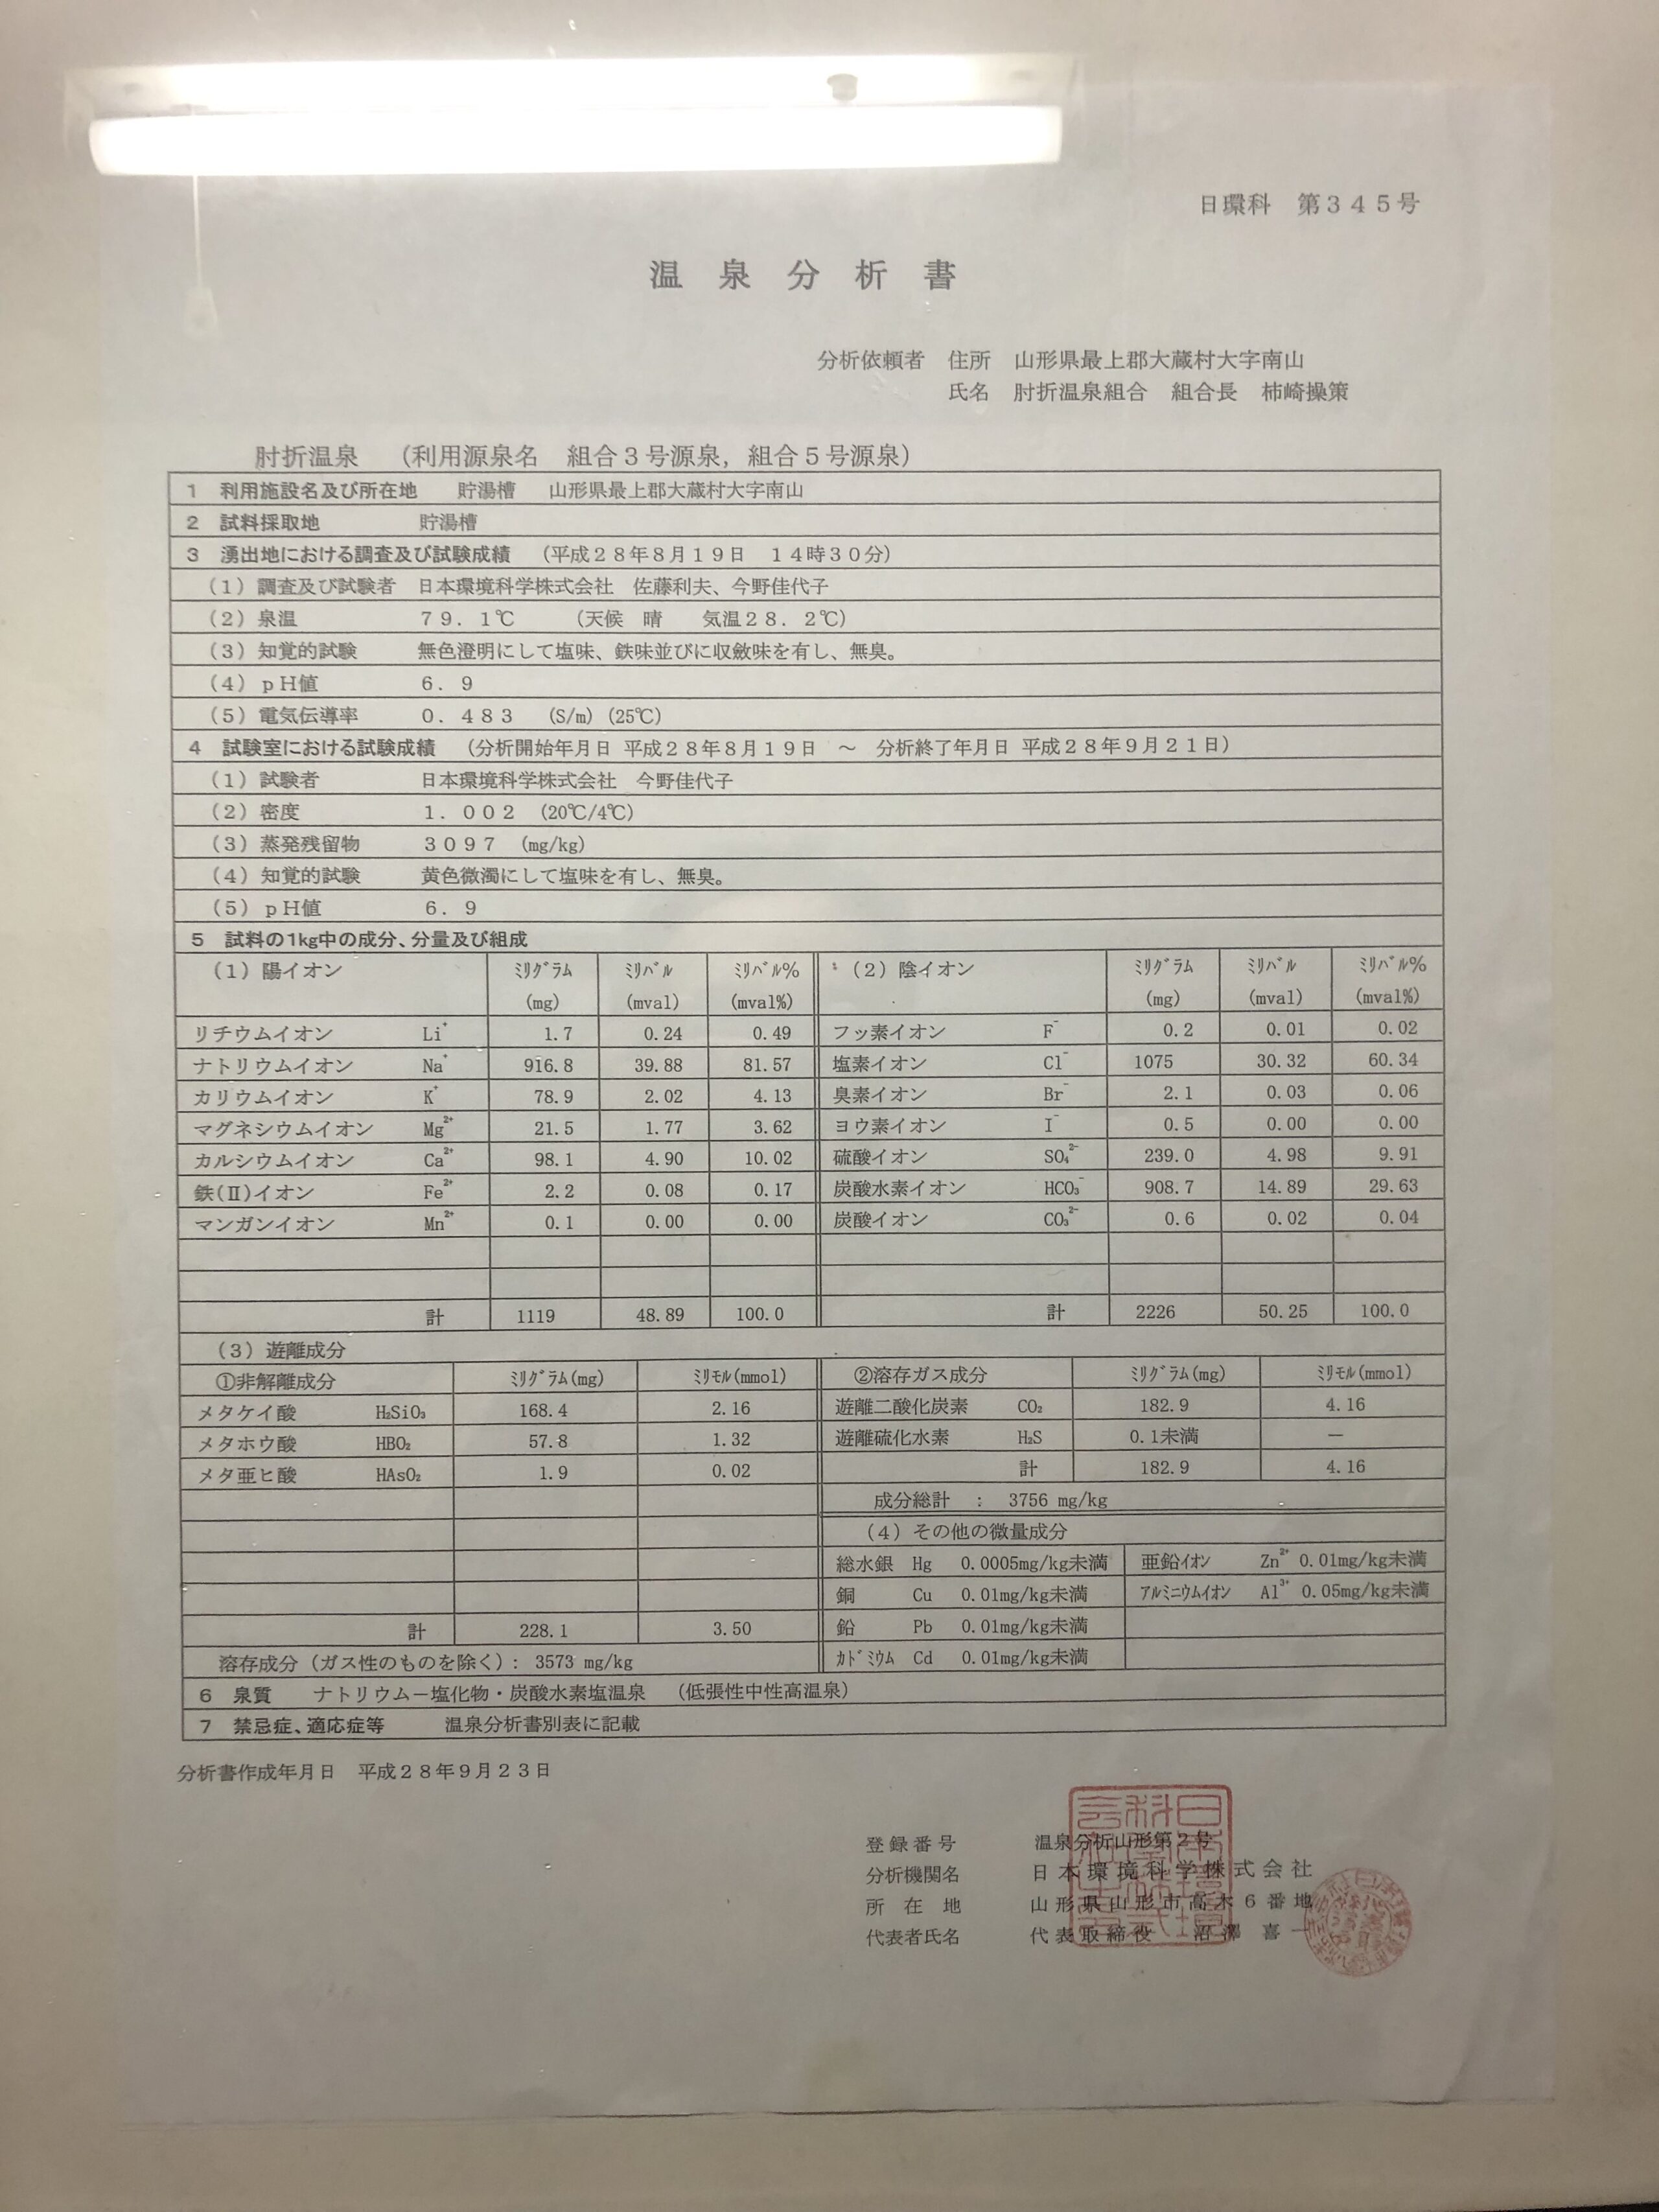 日環科　第３４５号
温泉分析書
分析依頼者　住所　山形県最上郡大蔵村大字南山
氏名　肘折温泉組合　組合長　柿崎操策
肘折温泉　（利用源泉名　組合３号源泉，組合５号源泉）
１　利用施設名及び所在地　貯湯槽　山形県最上郡大蔵村大字南山
２　試料採取地　貯湯槽
３　湧出地における調査及び試験成績　（平成２８年８月１９日　１４時３０分）
（１）調査及び試験者　日本環境科学株式会社　佐藤利夫、今野佳代子
（２）泉温　７９．１℃　（天候　晴　気温２８．２℃）
（３）知覚的試験　無色澄明にして塩味、鉄味並びに収斂味を有し、無臭。
（４）ｐＨ値　６．９
（５）電気伝導率　０．４８３　(S/m)　(25℃)
４　試験室における試験成績　（分析開始年月日 平成２８年８月１９日　～　分析終了年月日 平成２８年９月２１日）
（１）試験者　日本環境科学株式会社　今野佳代子
（２）密度　１．００２　(20℃/4℃)
（３）蒸発残留物　３０９７　(mg/kg)
（４）知覚的試験　黄色微濁にして塩味を有し、無臭。
（５）ｐＨ値　６．９
５　試料の1kg中の成分、分量及び組成
（１）陽イオン　ﾐﾘｸﾞﾗﾑ　ﾐﾘﾊﾞﾙ　ﾐﾘﾊﾞﾙ%　（２）陰イオン　ﾐﾘｸﾞﾗﾑ　ﾐﾘﾊﾞﾙ　ﾐﾘﾊﾞﾙ%
(mg)　(mval)　(mval%)　(mg)　(mval)　(mval%)
リチウムイオン　Li⁺　1.7　0.24　0.49　フッ素イオン　F⁻　0.2　0.01　0.02
ナトリウムイオン　Na⁺　916.8　39.88　81.57　塩素イオン　Cl⁻　1075　30.32　60.34
カリウムイオン　K⁺　78.9　2.02　4.13　臭素イオン　Br⁻　2.1　0.03　0.06
マグネシウムイオン　Mg²⁺　21.5　1.77　3.62　ヨウ素イオン　I⁻　0.5　0.00　0.00
カルシウムイオン　Ca²⁺　98.1　4.90　10.02　硫酸イオン　SO₄²⁻　239.0　4.98　9.91
鉄(Ⅱ)イオン　Fe²⁺　2.2　0.08　0.17　炭酸水素イオン　HCO₃⁻　908.7　14.89　29.63
マンガンイオン　Mn²⁺　0.1　0.00　0.00　炭酸イオン　CO₃²⁻　0.6　0.02　0.04
計　1119　48.89　100.0　計　2226　50.25　100.0
（３）遊離成分
①非解離成分　ﾐﾘｸﾞﾗﾑ(mg)　ﾐﾘﾓﾙ(mmol)　②溶存ガス成分　ﾐﾘｸﾞﾗﾑ(mg)　ﾐﾘﾓﾙ(mmol)
メタケイ酸　H₂SiO₃　168.4　2.16　遊離二酸化炭素　CO₂　182.9　4.16
メタホウ酸　HBO₂　57.8　1.32　遊離硫化水素　H₂S　0.1未満　－
メタ亜ヒ酸　HAsO₂　1.9　0.02　計　182.9　4.16
成分総計　：　3756 mg/kg
（４）その他の微量成分
総水銀　Hg　0.0005mg/kg未満　亜鉛ｲｵﾝ　Zn²⁺　0.01mg/kg未満
銅　Cu　0.01mg/kg未満　ｱﾙﾐﾆｳﾑｲｵﾝ　Al³⁺　0.05mg/kg未満
計　228.1　3.50　鉛　Pb　0.01mg/kg未満
溶存成分（ガス性のものを除く）：　3573 mg/kg　ｶﾄﾞﾐｳﾑ　Cd　0.01mg/kg未満
６　泉質　ナトリウム－塩化物・炭酸水素塩温泉　（低張性中性高温泉）
７　禁忌症、適応症等　温泉分析書別表に記載
分析書作成年月日　平成２８年９月２３日
登録番号　温泉分析山形第２号
分析機関名　日本環境科学株式会社
所在地　山形県山形市高木６番地
代表者氏名　代表取締役　沼澤　喜一